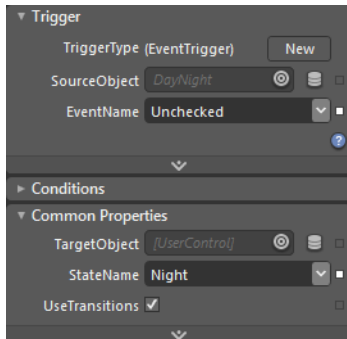 Trigger
TriggerType (EventTrigger) New
SourceObject DayNight
EventName Unchecked
?
Conditions
Common Properties
TargetObject [UserControl]
StateName Night
UseTransitions